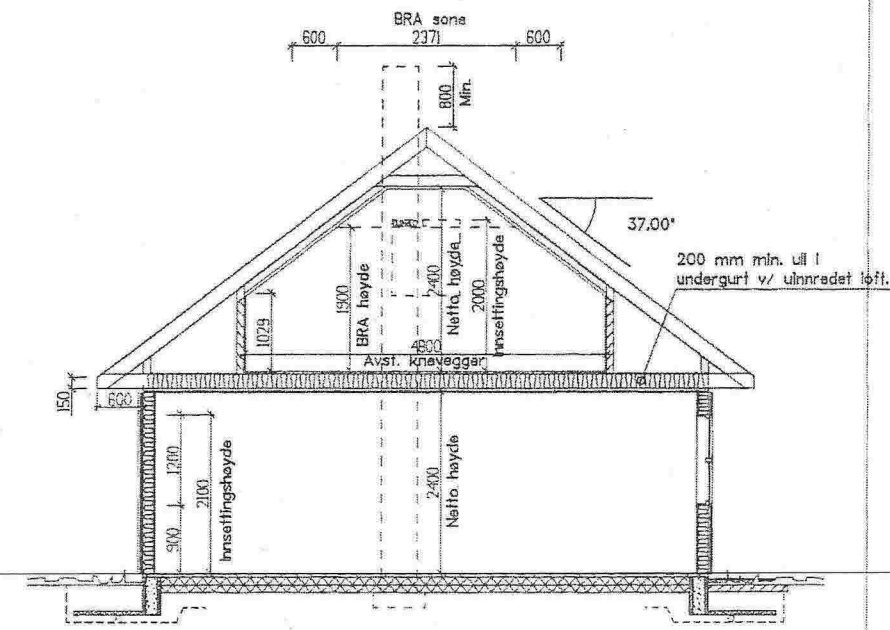 BRA sone
600 2371 600
800
Min.
37,00°
200 mm min. ull i
undergurt v/ uinnredet loft.
1029
1900
BRA høyde
2400
Netto. høyde
2000
Innsettingshøyde
4800
Avst. knevegger
150
600
1200
900
2100
Innsettingshøyde
2400
Netto. høyde